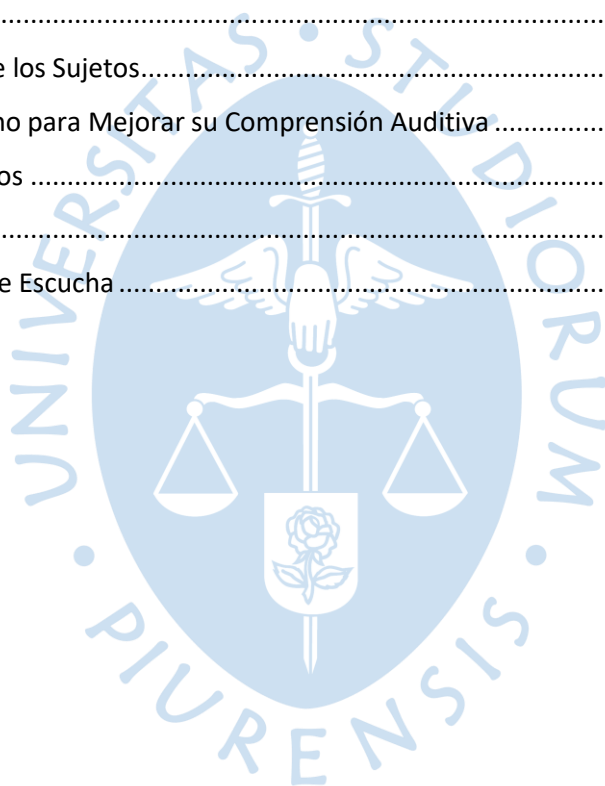 ................................................................................
e los Sujetos................................................................
no para Mejorar su Comprensión Auditiva ................
os ................................................................................
................................................................................
e Escucha ................................................................
UNIVERSITAS • STUDIORUM • PIURENSIS •